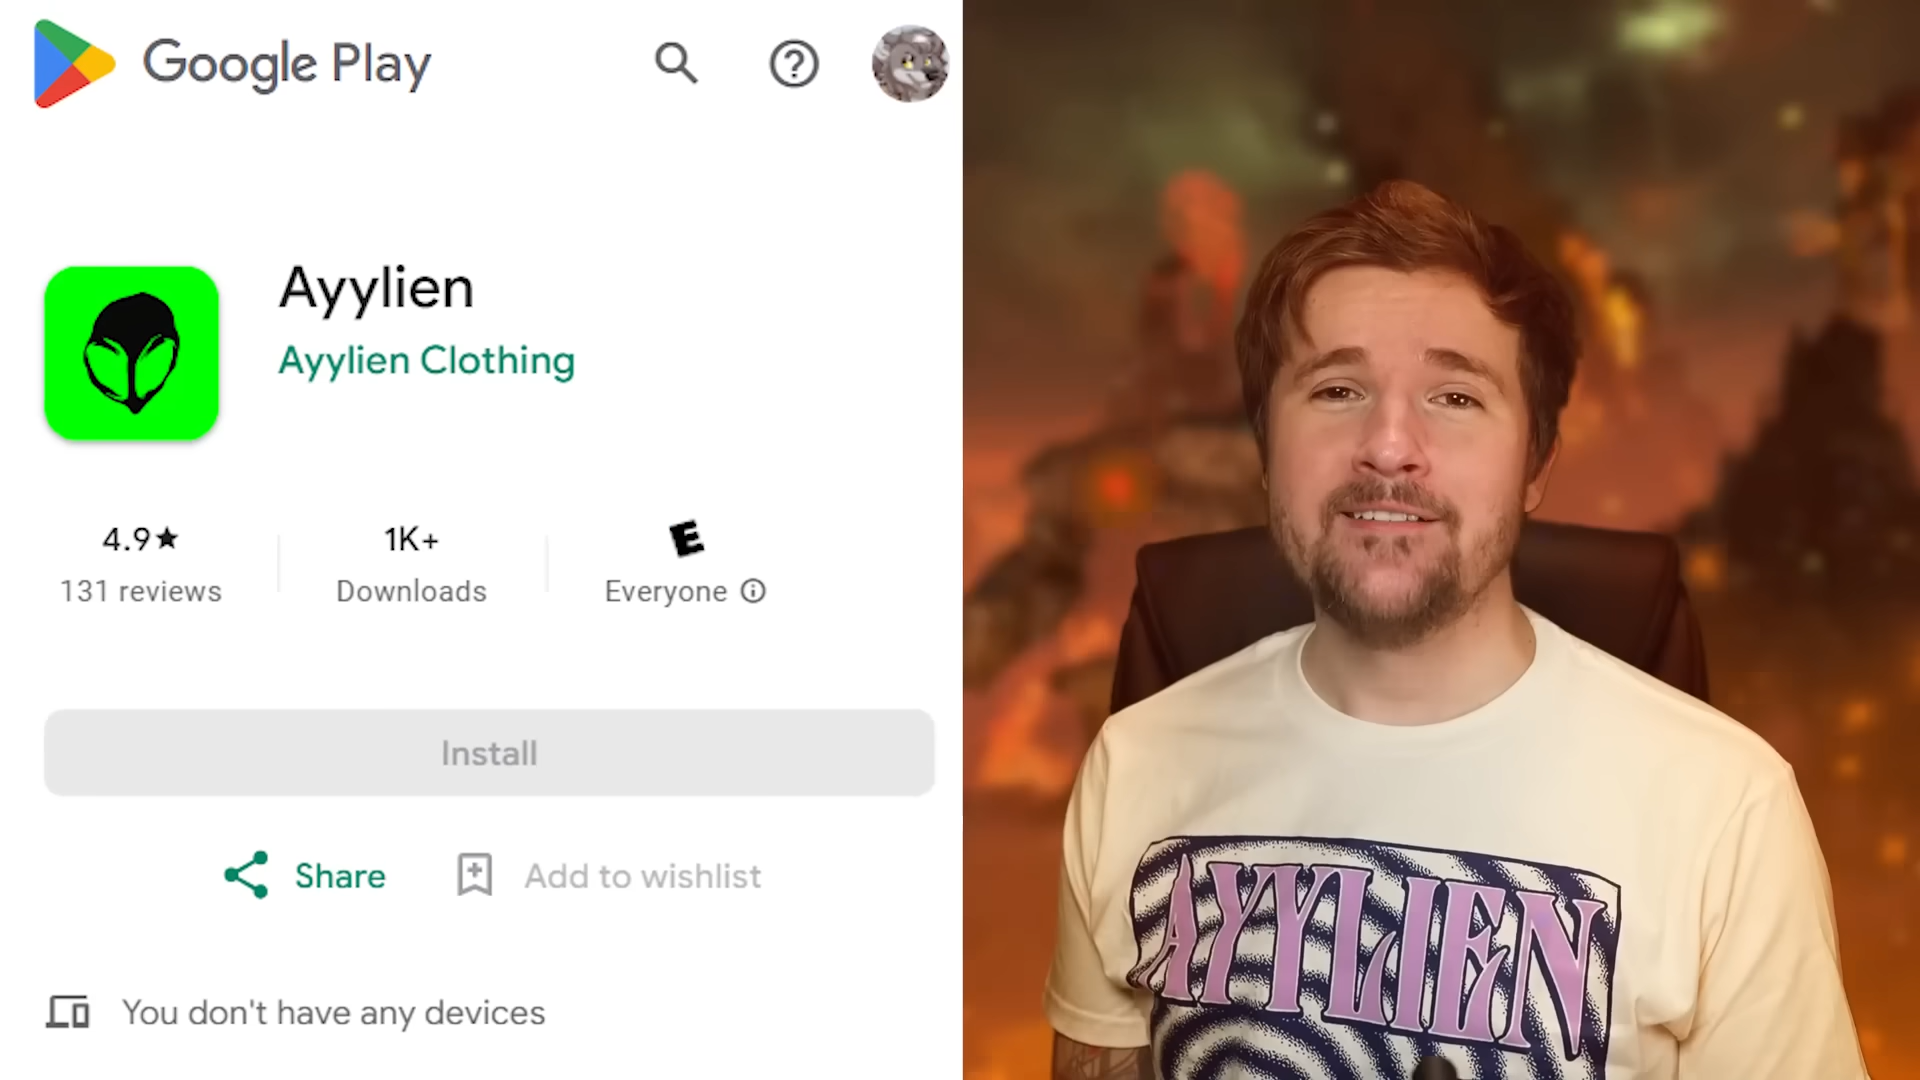 Google Play
Ayylien
Ayylien Clothing
4.9★
131 reviews
1K+
Downloads
E
Everyone
Install
Share
Add to wishlist
You don't have any devices
AYYLIEN